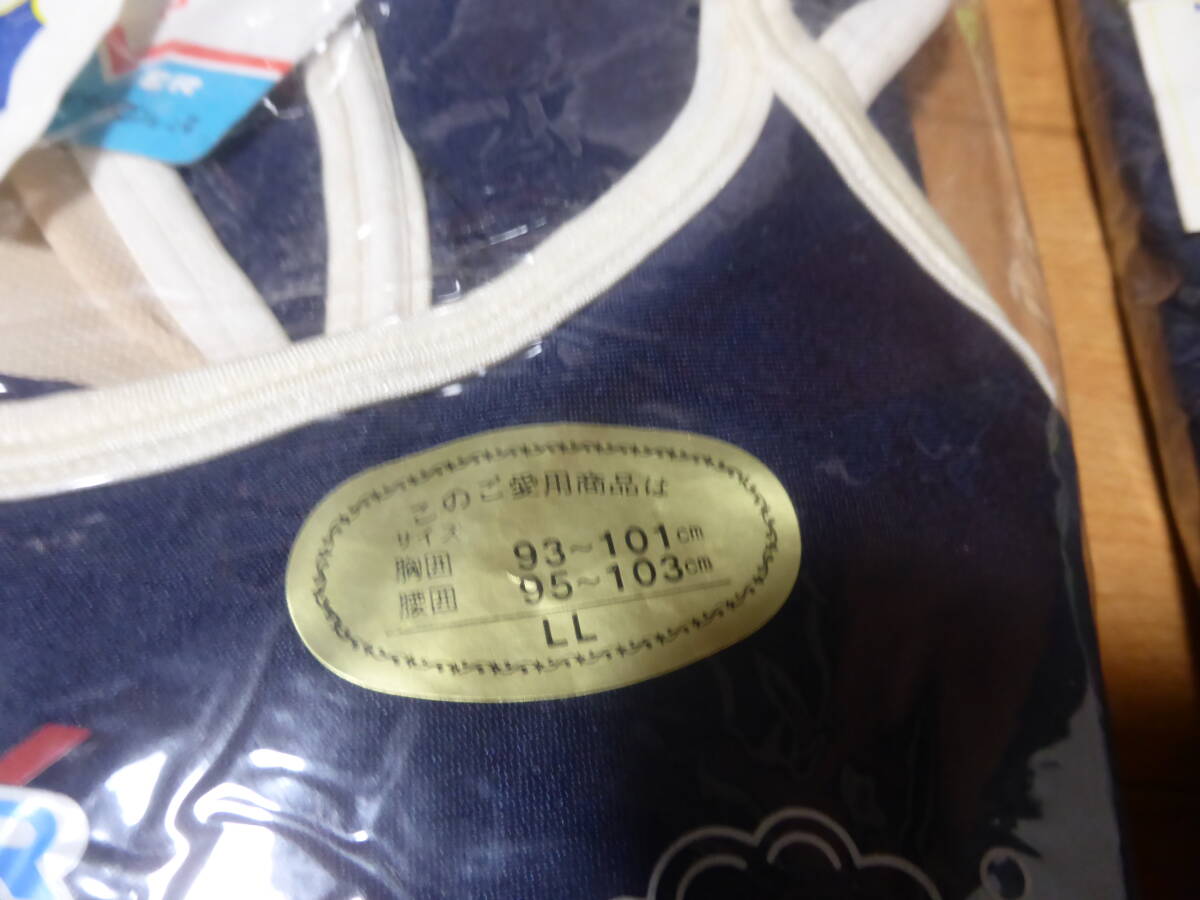 このご愛用商品は
サイズ
胸囲 93~101cm
腰囲 95~103cm
LL